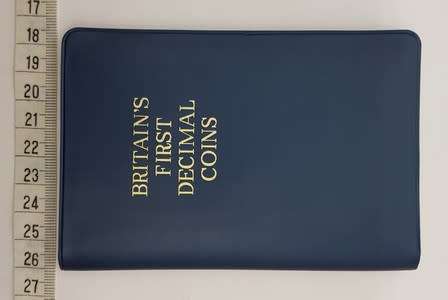 17
18
19
20
21
22
23
24
25
26
27
BRITAIN'S
FIRST
DECIMAL
COINS